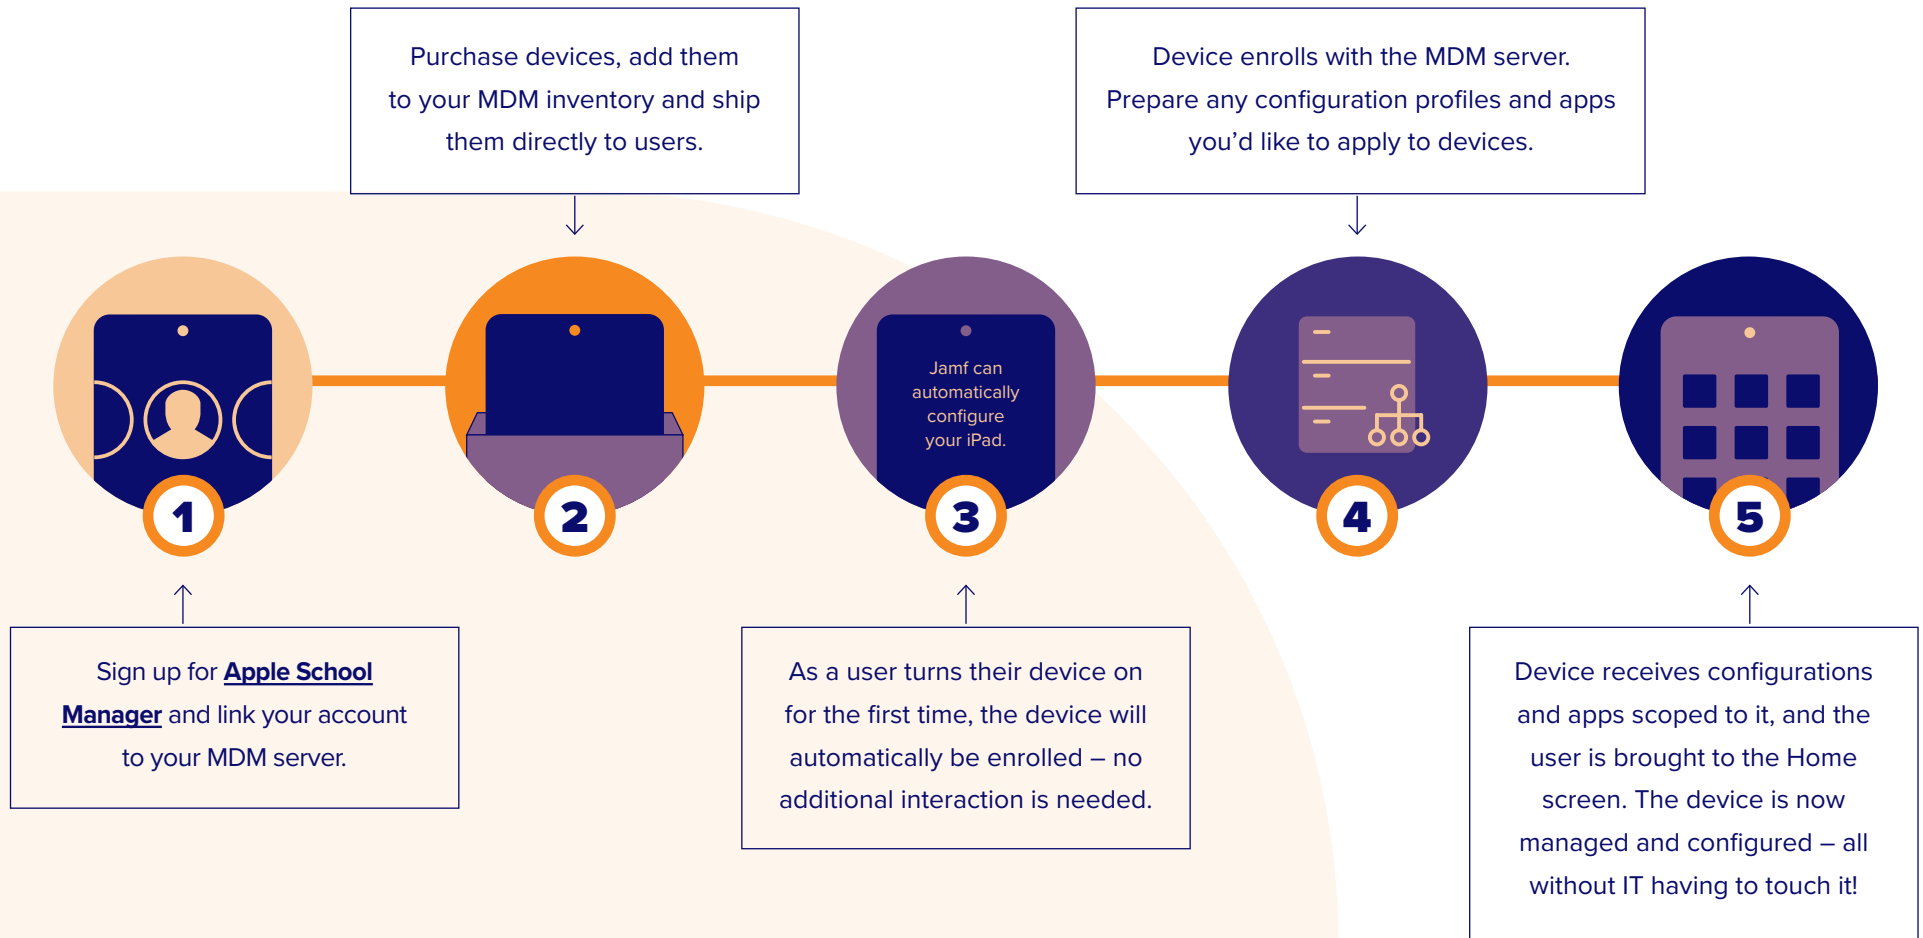 Purchase devices, add them
to your MDM inventory and ship
them directly to users.
Device enrolls with the MDM server.
Prepare any configuration profiles and apps
you’d like to apply to devices.
Jamf can
automatically
configure
your iPad.
1
2
3
4
5
Sign up for Apple School
Manager and link your account
to your MDM server.
As a user turns their device on
for the first time, the device will
automatically be enrolled – no
additional interaction is needed.
Device receives configurations
and apps scoped to it, and the
user is brought to the Home
screen. The device is now
managed and configured – all
without IT having to touch it!